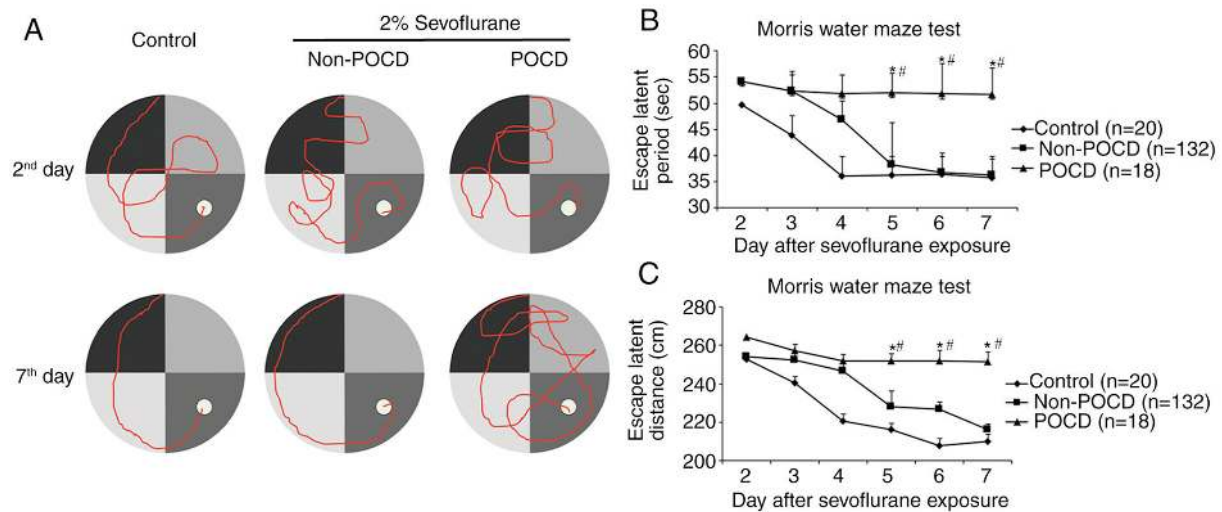 A
2% Sevoflurane
Control
Non-POCD
POCD
2nd day
7th day
B
Morris water maze test
Escape latent
period (sec)
60
55
50
45
40
35
30
*#
*#
*#
2 3 4 5 6 7
Day after sevoflurane exposure
Control (n=20)
Non-POCD (n=132)
POCD (n=18)
C
Morris water maze test
Escape latent
distance (cm)
280
260
240
220
200
*#
*#
*#
2 3 4 5 6 7
Day after sevoflurane exposure
Control (n=20)
Non-POCD (n=132)
POCD (n=18)